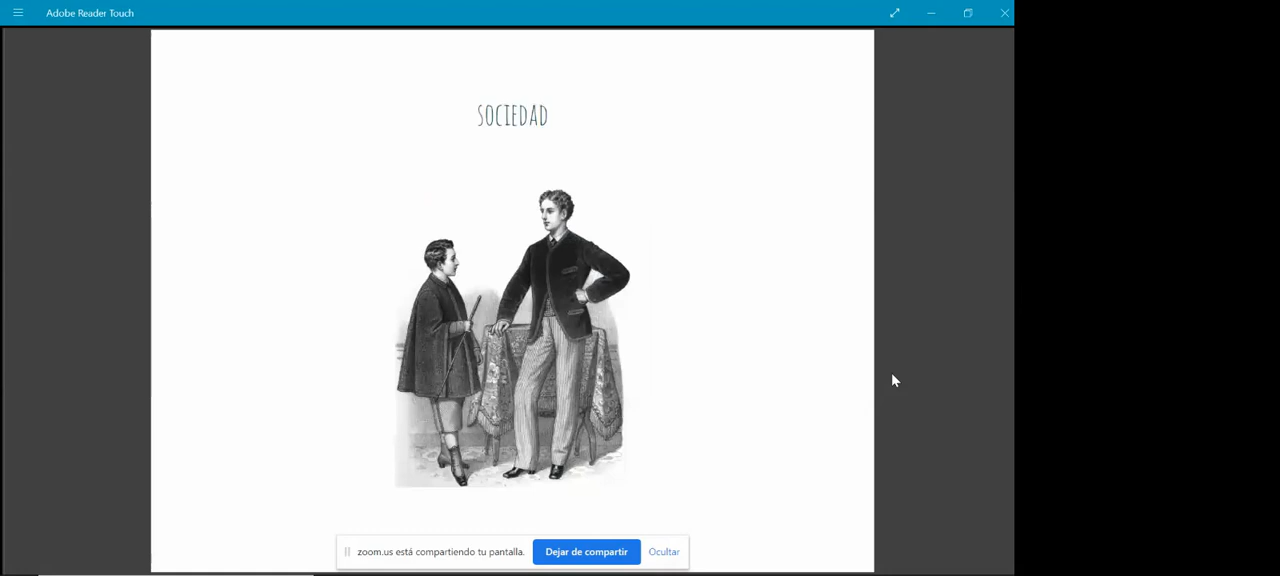 Adobe Reader Touch
SOCIEDAD
zoom.us está compartiendo tu pantalla. Dejar de compartir Ocultar